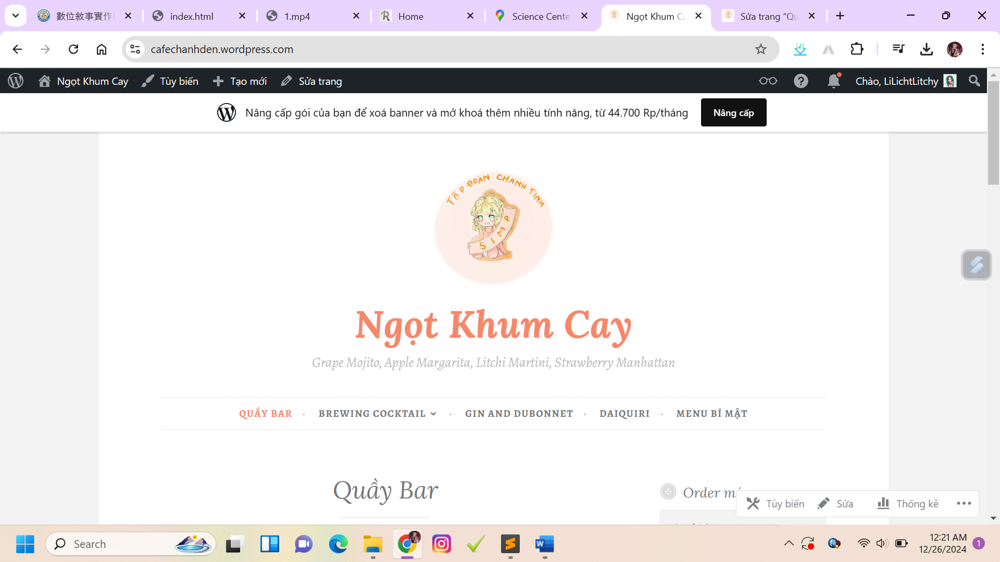 數位敘事實作
index.html
1.mp4
Home
Science Cente
Ngọt Khum Ca
Sửa trang “Qu
cafechanhden.wordpress.com
Ngọt Khum Cay
Tùy biến
Tạo mới
Sửa trang
Chào, LiLichtLitchy
Nâng cấp gói của bạn để xoá banner và mở khoá thêm nhiều tính năng, từ 44.700 Rp/tháng
Nâng cấp
TẬP ĐOÀN CHANH TINH
SIMP
Ngọt Khum Cay
Grape Mojito, Apple Margarita, Litchi Martini, Strawberry Manhattan
QUẦY BAR · BREWING COCKTAIL · GIN AND DUBONNET · DAIQUIRI · MENU BÍ MẬT
Quầy Bar
Order m
Tùy biến
Sửa
Thống kê
Search
12:21 AM
12/26/2024
1